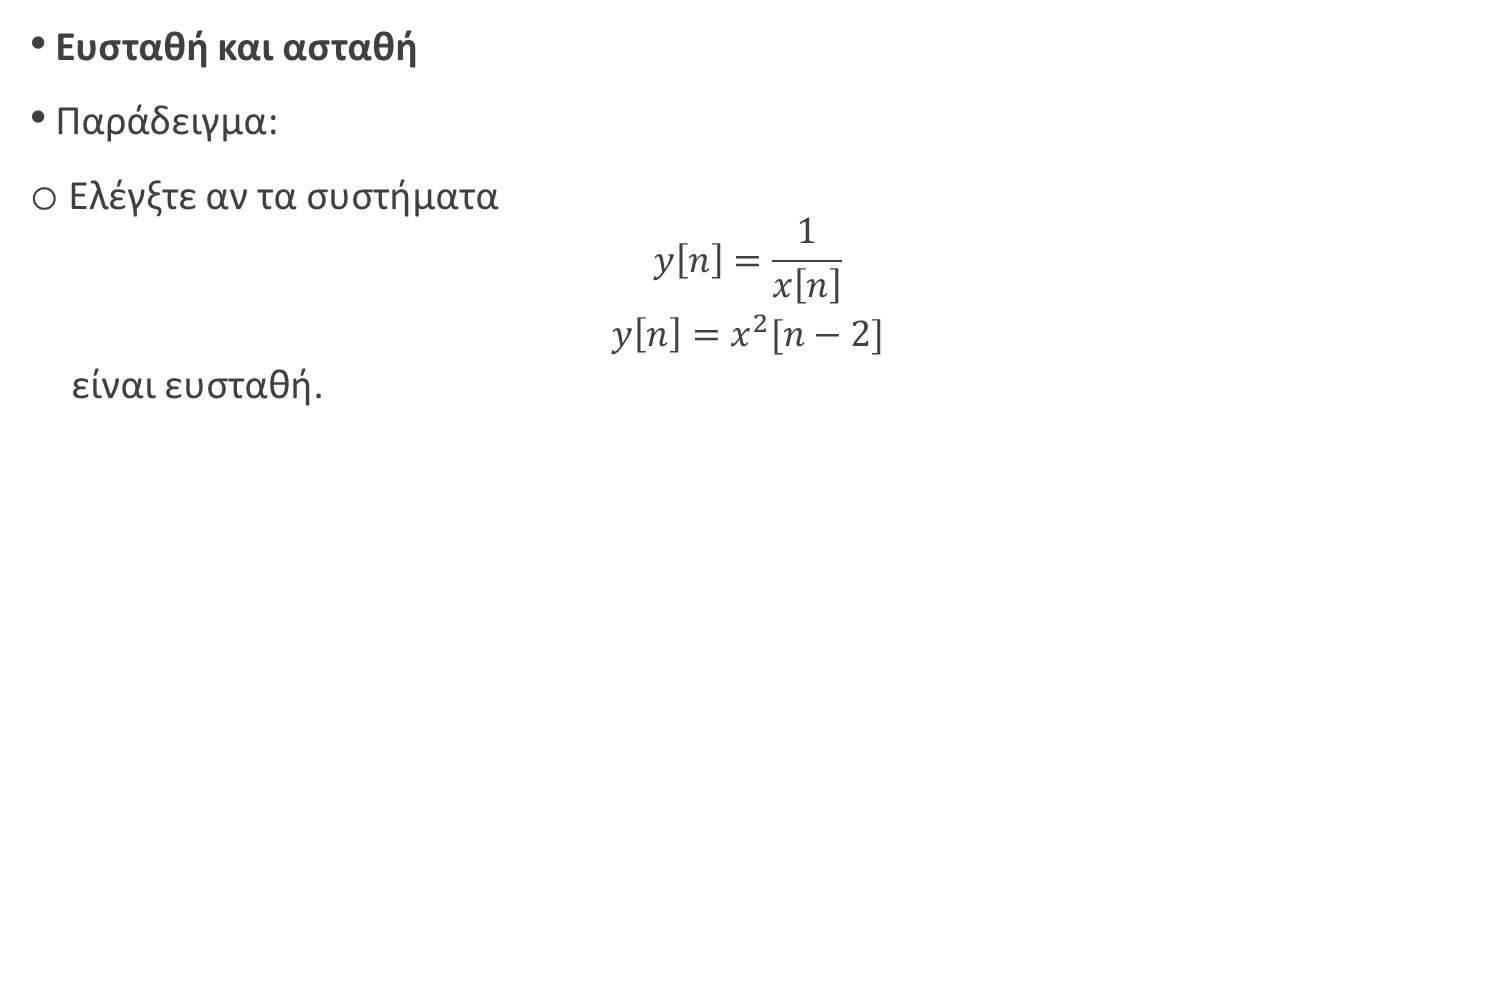 • Ευσταθή και ασταθή
• Παράδειγμα:
○ Ελέγξτε αν τα συστήματα
y[n] = 1/x[n]
y[n] = x²[n − 2]
είναι ευσταθή.